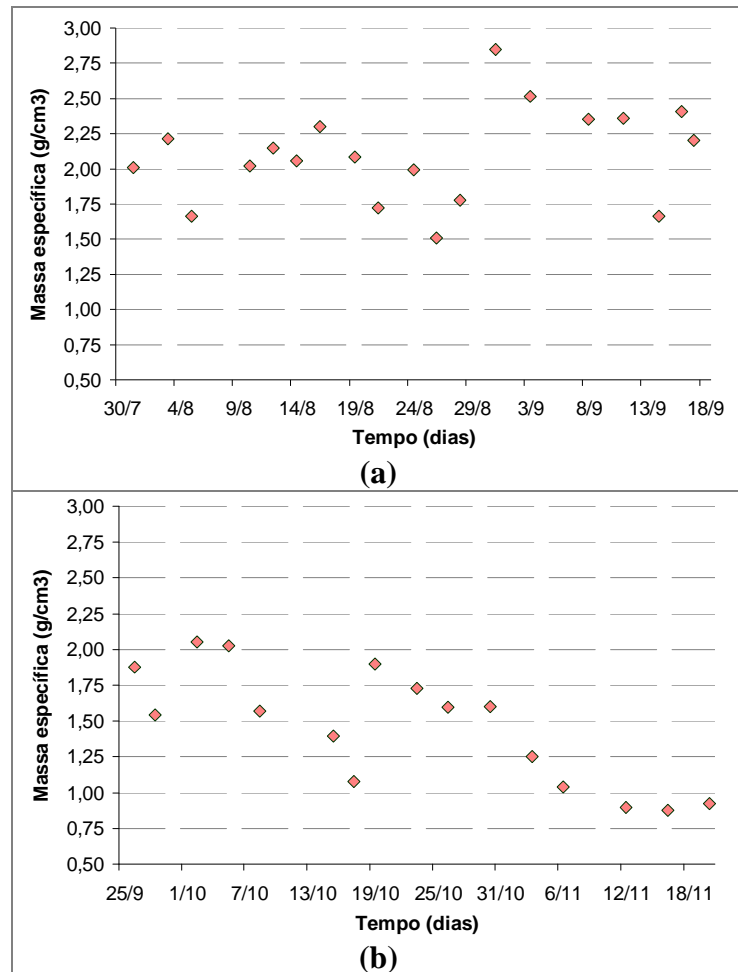 Massa específica (g/cm3)
3,00
2,75
2,50
2,25
2,00
1,75
1,50
1,25
1,00
0,75
0,50
30/7 4/8 9/8 14/8 19/8 24/8 29/8 3/9 8/9 13/9 18/9
Tempo (dias)
(a)
Massa específica (g/cm3)
3,00
2,75
2,50
2,25
2,00
1,75
1,50
1,25
1,00
0,75
0,50
25/9 1/10 7/10 13/10 19/10 25/10 31/10 6/11 12/11 18/11
Tempo (dias)
(b)